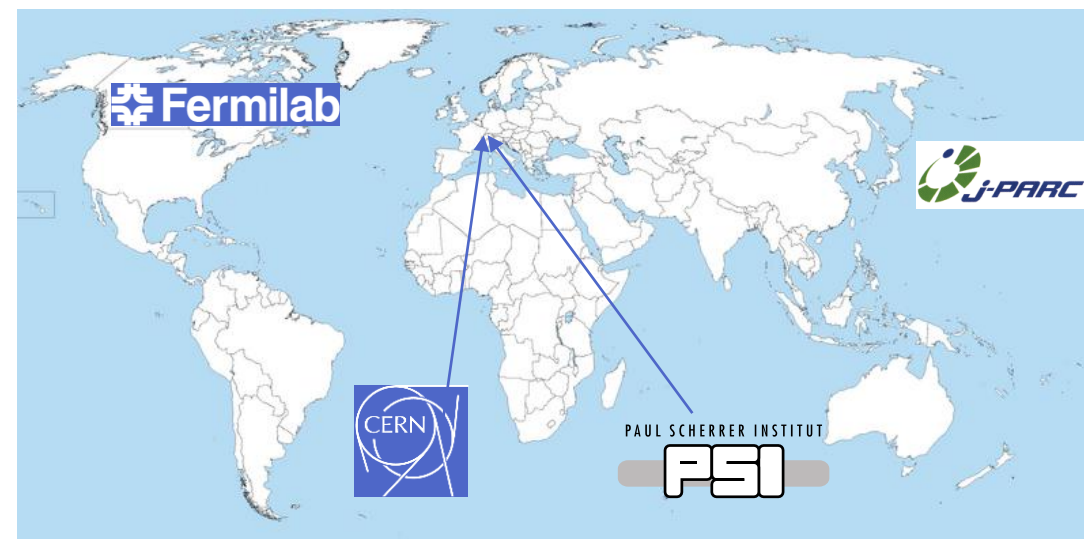 Fermilab
j-PARC
CERN
PAUL SCHERRER INSTITUT
PSI